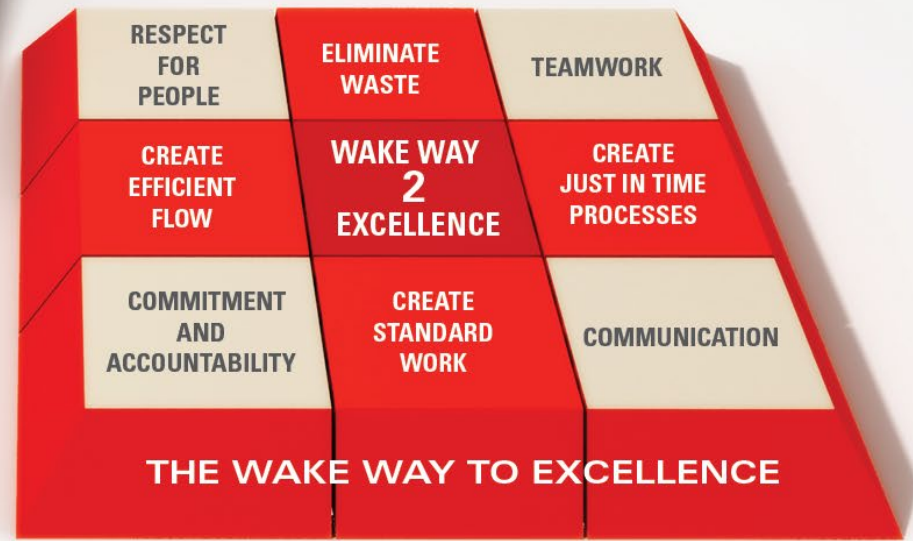 RESPECT
FOR
PEOPLE
ELIMINATE
WASTE
TEAMWORK
CREATE
EFFICIENT
FLOW
WAKE WAY
2
EXCELLENCE
CREATE
JUST IN TIME
PROCESSES
COMMITMENT
AND
ACCOUNTABILITY
CREATE
STANDARD
WORK
COMMUNICATION
THE WAKE WAY TO EXCELLENCE